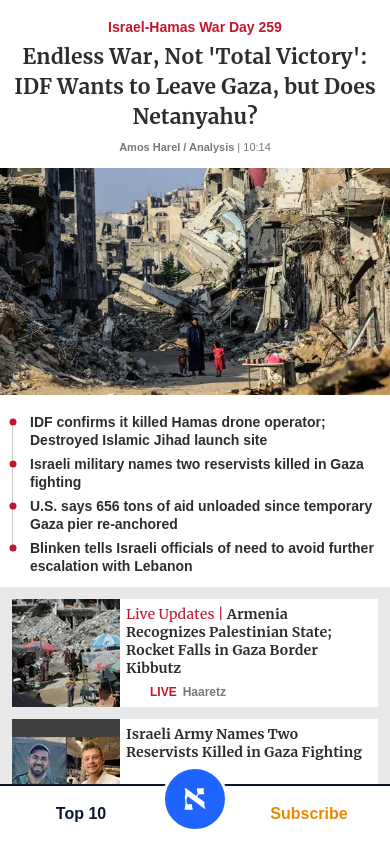 Israel-Hamas War Day 259
Endless War, Not 'Total Victory':
IDF Wants to Leave Gaza, but Does
Netanyahu?
Amos Harel / Analysis | 10:14
IDF confirms it killed Hamas drone operator;
Destroyed Islamic Jihad launch site
Israeli military names two reservists killed in Gaza
fighting
U.S. says 656 tons of aid unloaded since temporary
Gaza pier re-anchored
Blinken tells Israeli officials of need to avoid further
escalation with Lebanon
Live Updates | Armenia
Recognizes Palestinian State;
Rocket Falls in Gaza Border
Kibbutz
LIVE Haaretz
Israeli Army Names Two
Reservists Killed in Gaza Fighting
Top 10
א
Subscribe